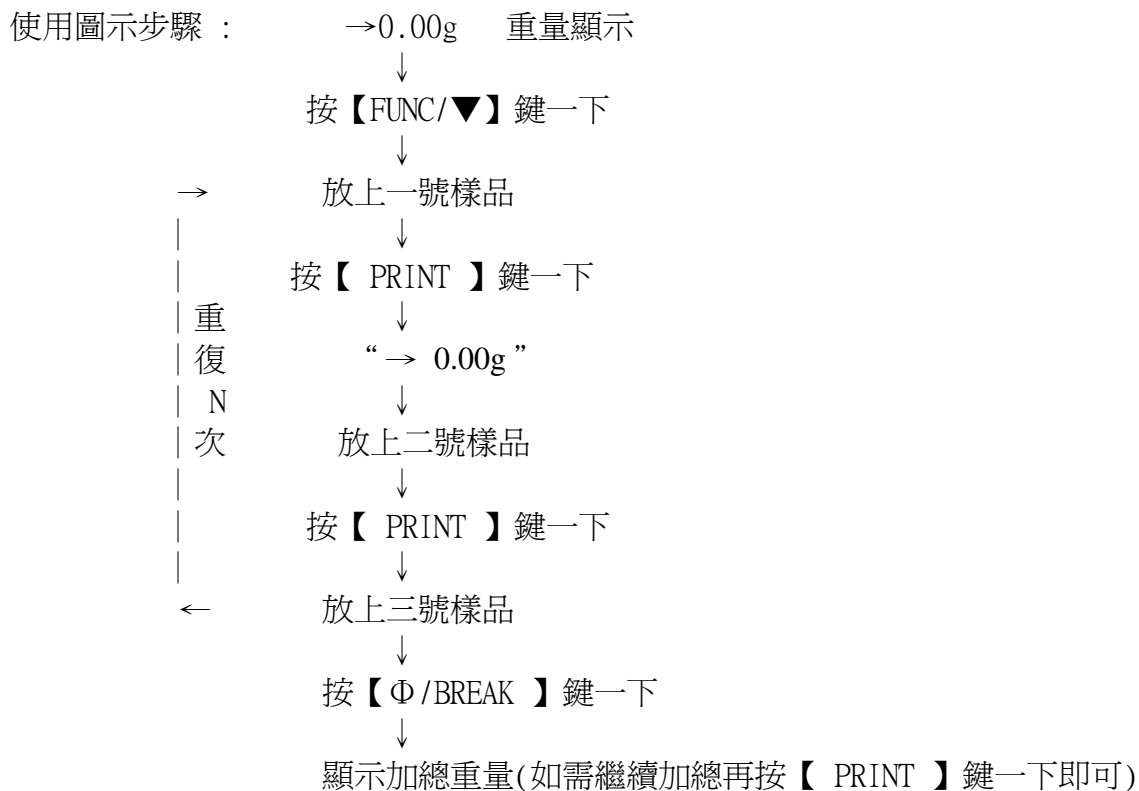 使用圖示步驟 : →0.00g 重量顯示
↓
按【FUNC/▼】鍵一下
↓
→ 放上一號樣品
| ↓
| 按【 PRINT 】鍵一下
|重 ↓
|復 “→ 0.00g”
| N ↓
|次 放上二號樣品
| ↓
| 按【 PRINT 】鍵一下
| ↓
← 放上三號樣品
↓
按【Φ/BREAK 】鍵一下
↓
顯示加總重量(如需繼續加總再按【 PRINT 】鍵一下即可)